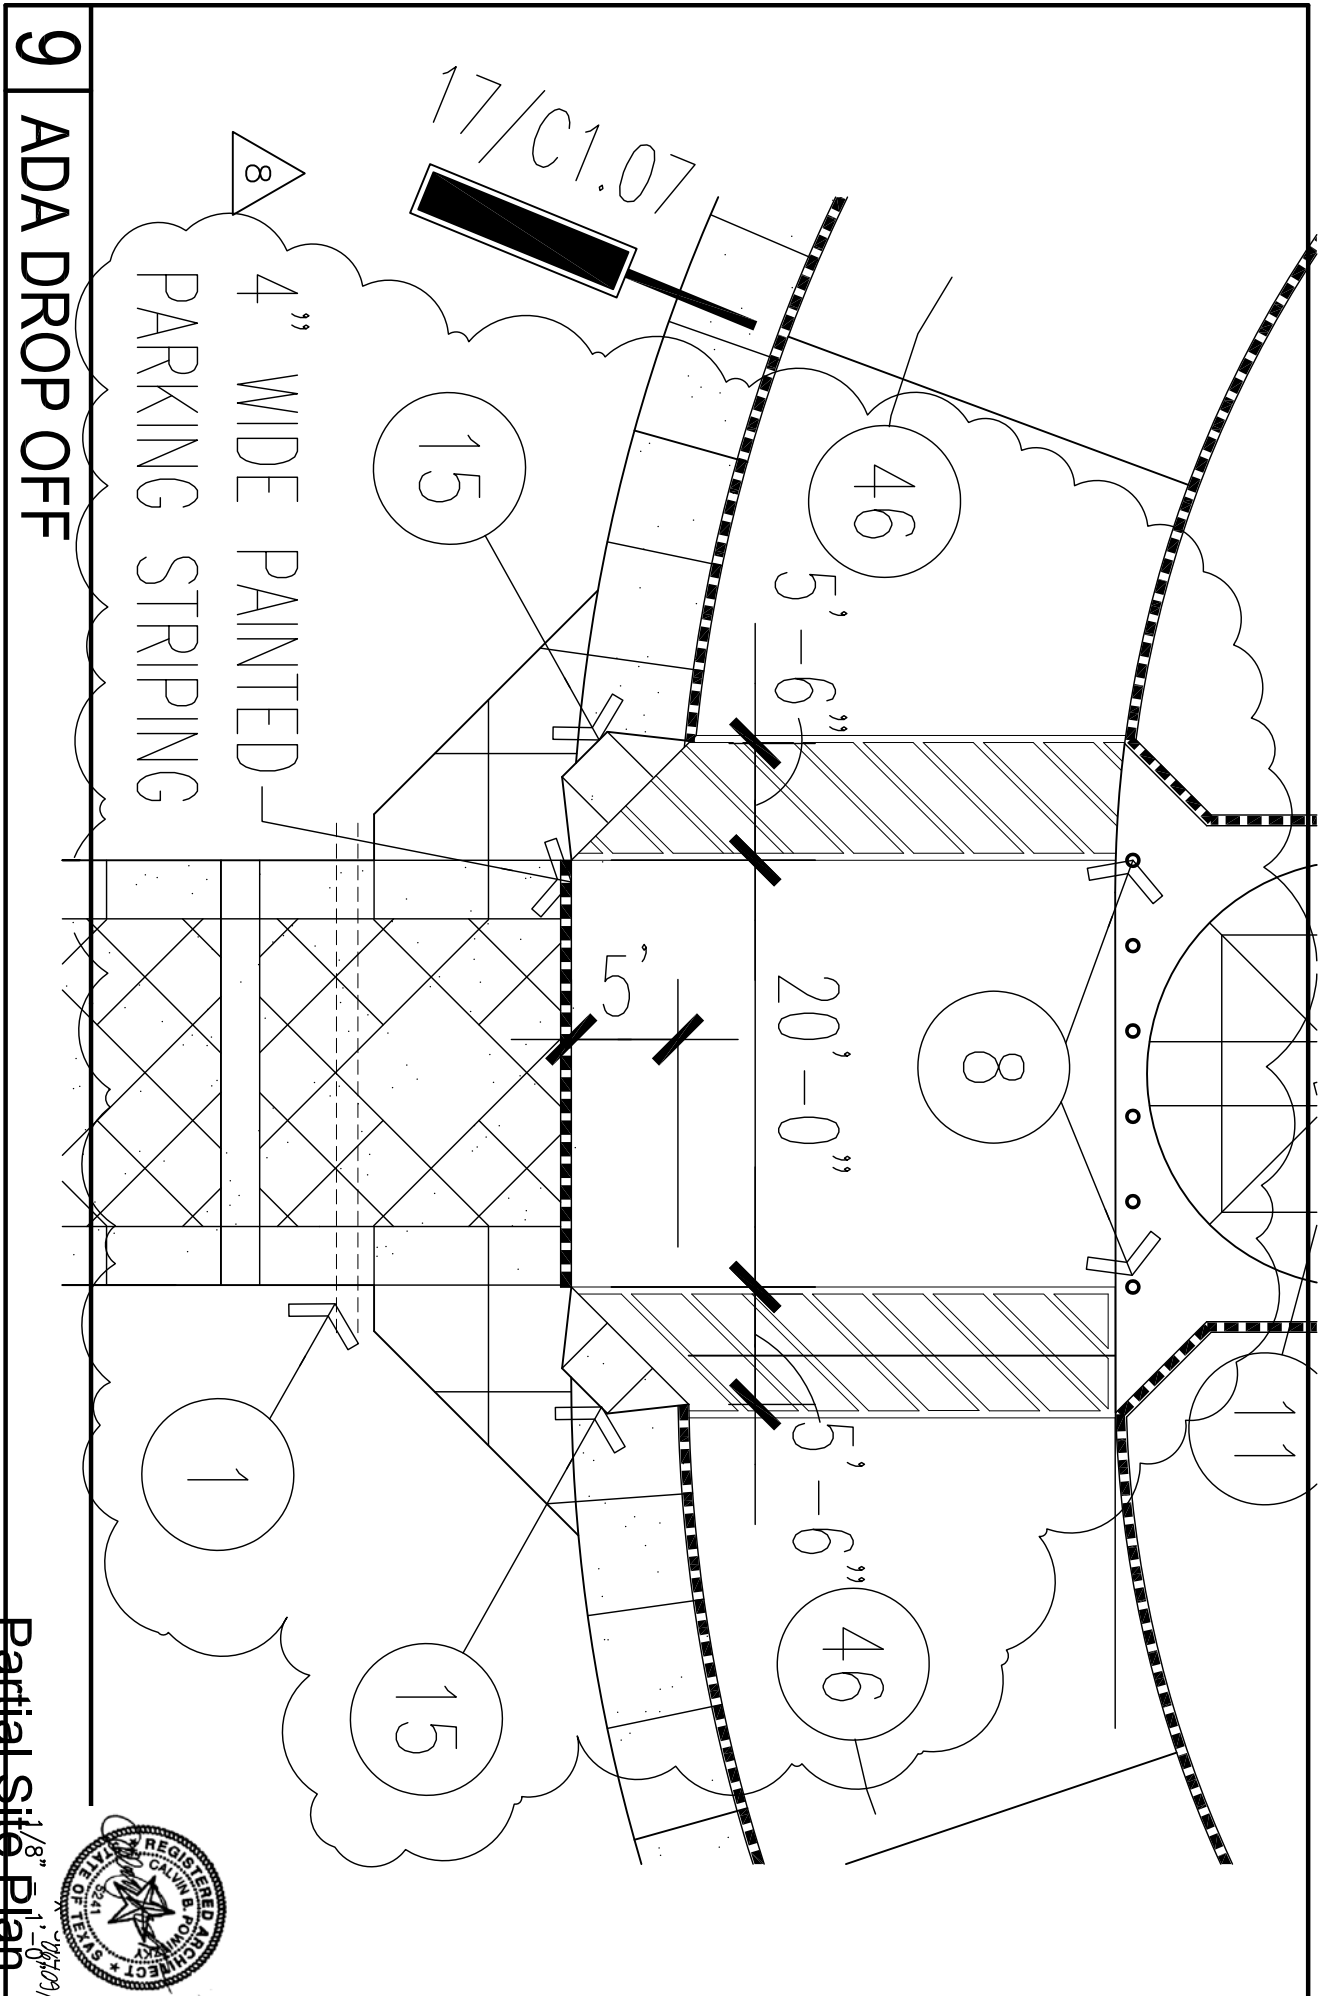 9
ADA DROP OFF
Partial Site Plan
1/8" = 1'-0"
17/C1.07
8
4" WIDE PAINTED
PARKING STRIPING
15
46
5'-6"
5'
20'-0"
8
11
1
15
46
5'-6"
REGISTERED ARCHITECT
CALVIN B. POWITZKY
5241
STATE OF TEXAS